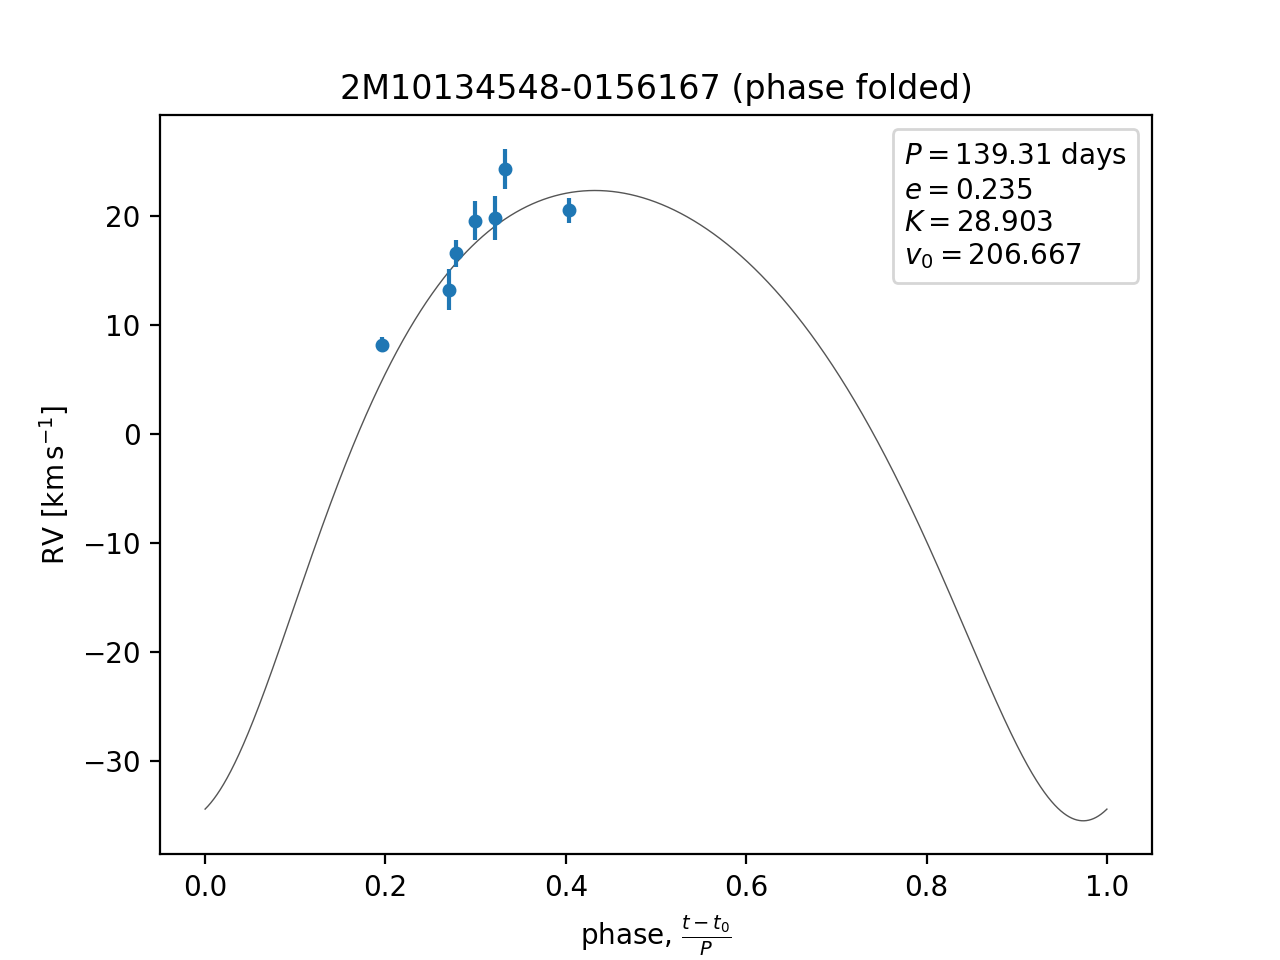 2M10134548-0156167 (phase folded)
P = 139.31 days
e = 0.235
K = 28.903
v₀ = 206.667
RV [km s⁻¹]
20
10
0
−10
−20
−30
0.0 0.2 0.4 0.6 0.8 1.0
phase, (t − t₀)/P